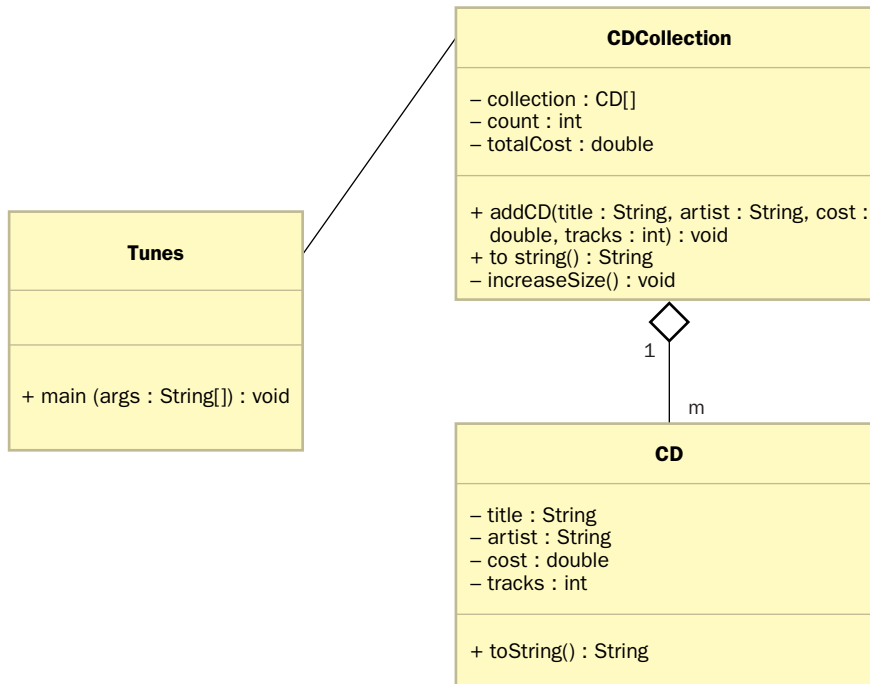 CDCollection
– collection : CD[]
– count : int
– totalCost : double
+ addCD(title : String, artist : String, cost :
double, tracks : int) : void
+ to string() : String
– increaseSize() : void
Tunes
+ main (args : String[]) : void
1
m
CD
– title : String
– artist : String
– cost : double
– tracks : int
+ toString() : String